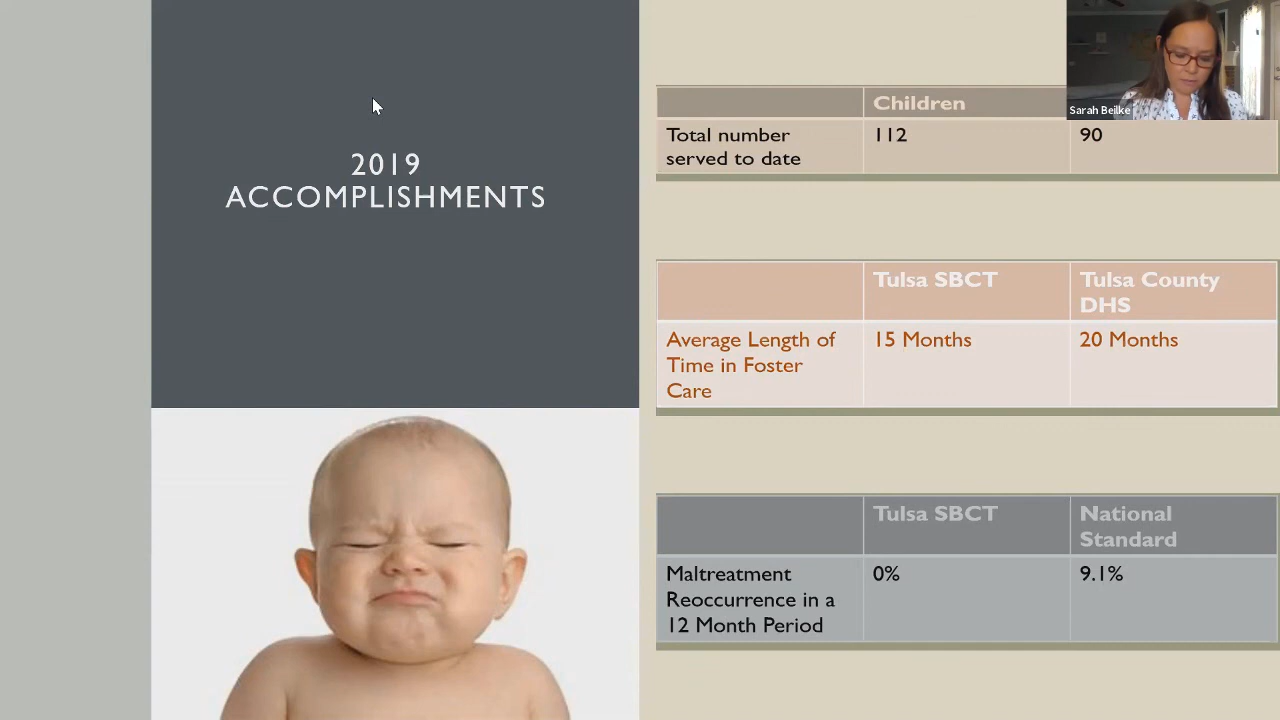 2019
ACCOMPLISHMENTS
Children
Total number
served to date
112
90
Sarah Beilke
Tulsa SBCT
Tulsa County
DHS
Average Length of
Time in Foster
Care
15 Months
20 Months
Tulsa SBCT
National
Standard
Maltreatment
Reoccurrence in a
12 Month Period
0%
9.1%